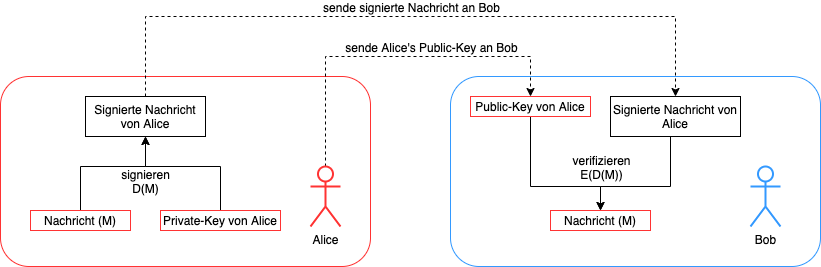 sende signierte Nachricht an Bob
sende Alice's Public-Key an Bob
Signierte Nachricht
von Alice
signieren
D(M)
Nachricht (M)
Private-Key von Alice
Alice
Public-Key von Alice
Signierte Nachricht von
Alice
verifizieren
E(D(M))
Nachricht (M)
Bob